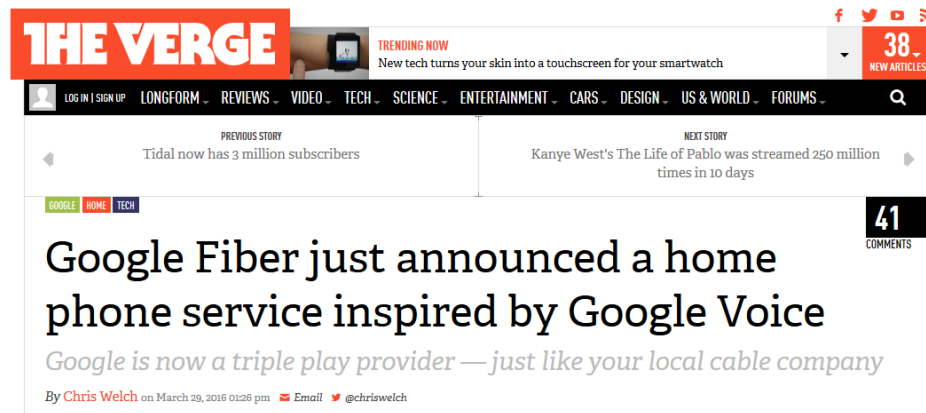 THE VERGE
TRENDING NOW
New tech turns your skin into a touchscreen for your smartwatch
38
NEW ARTICLES
LOG IN | SIGN UP LONGFORM REVIEWS VIDEO TECH SCIENCE ENTERTAINMENT CARS DESIGN US & WORLD FORUMS
PREVIOUS STORY
Tidal now has 3 million subscribers
NEXT STORY
Kanye West's The Life of Pablo was streamed 250 million
times in 10 days
GOOGLE HOME TECH
41
COMMENTS
Google Fiber just announced a home
phone service inspired by Google Voice
Google is now a triple play provider — just like your local cable company
By Chris Welch on March 29, 2016 01:26 pm Email @chriswelch